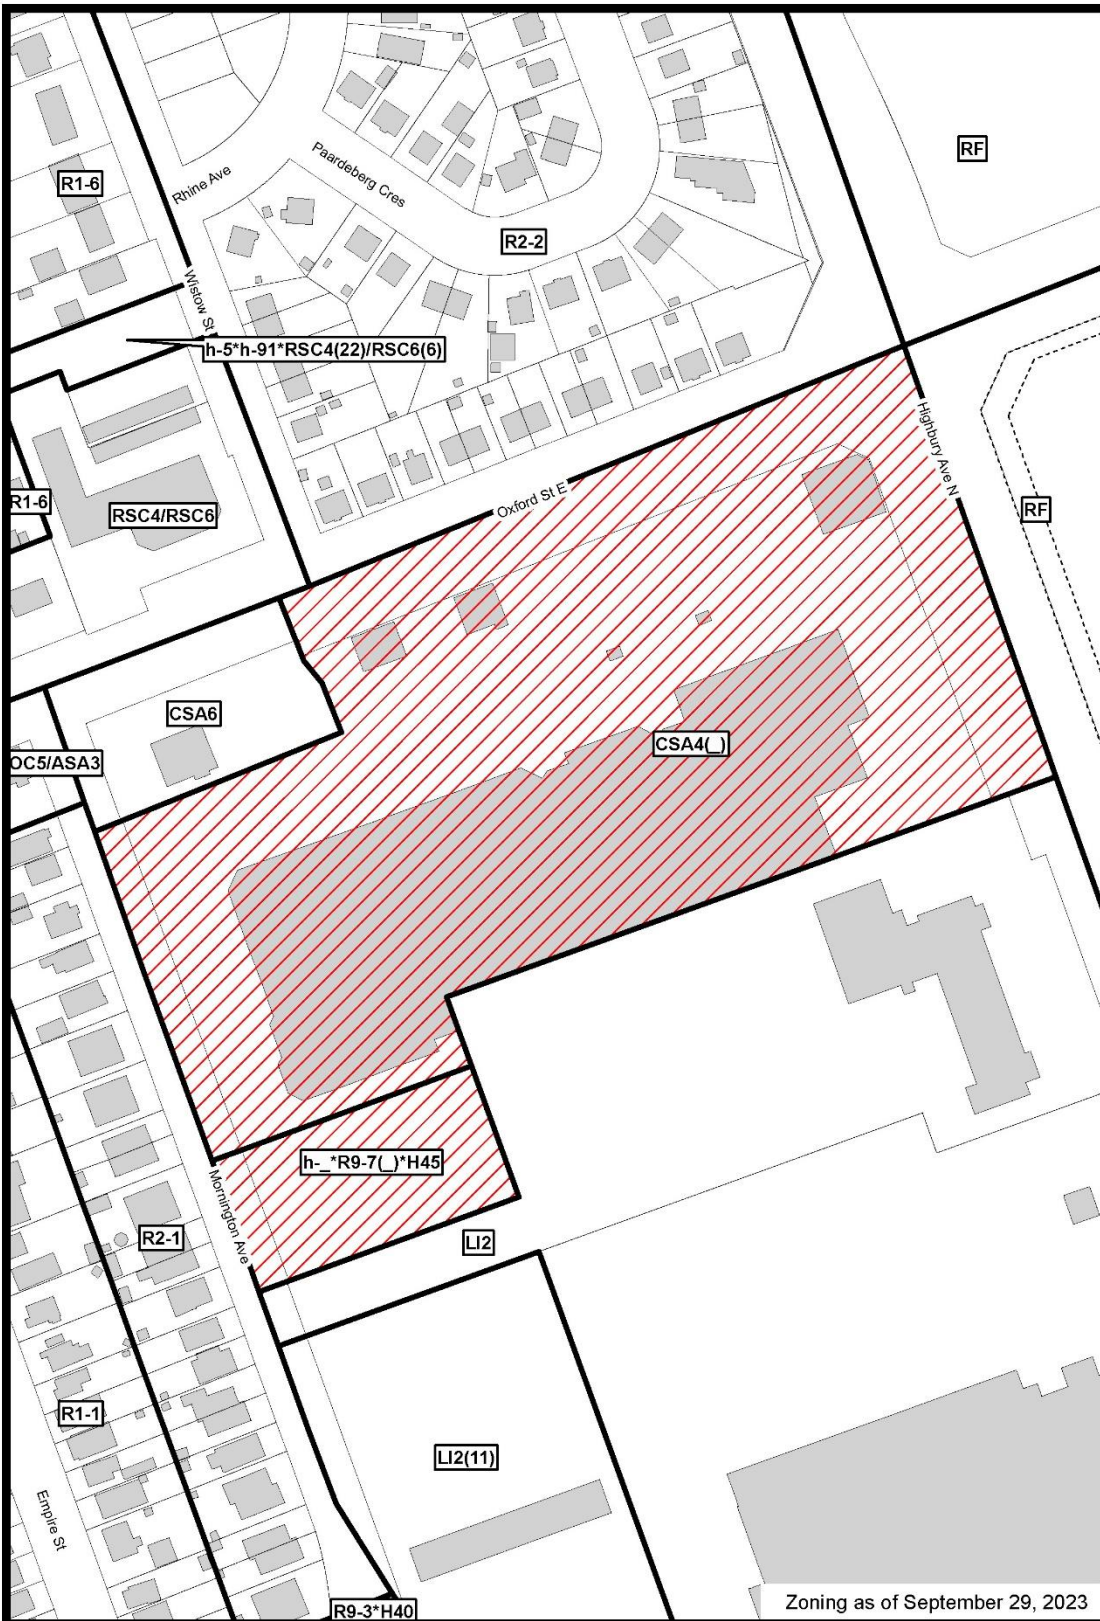 RF
R1-6
Rhine Ave
Paardeberg Cres
R2-2
Wistow St
h-5*h-91*RSC4(22)/RSC6(6)
Highbury Ave N
R1-6
RSC4/RSC6
Oxford St E
RF
CSA6
CSA4(_)
OC5/ASA3
h-_*R9-7(_)*H45
Mornington Ave
R2-1
LI2
R1-1
LI2(11)
Empire St
R9-3*H40
Zoning as of September 29, 2023